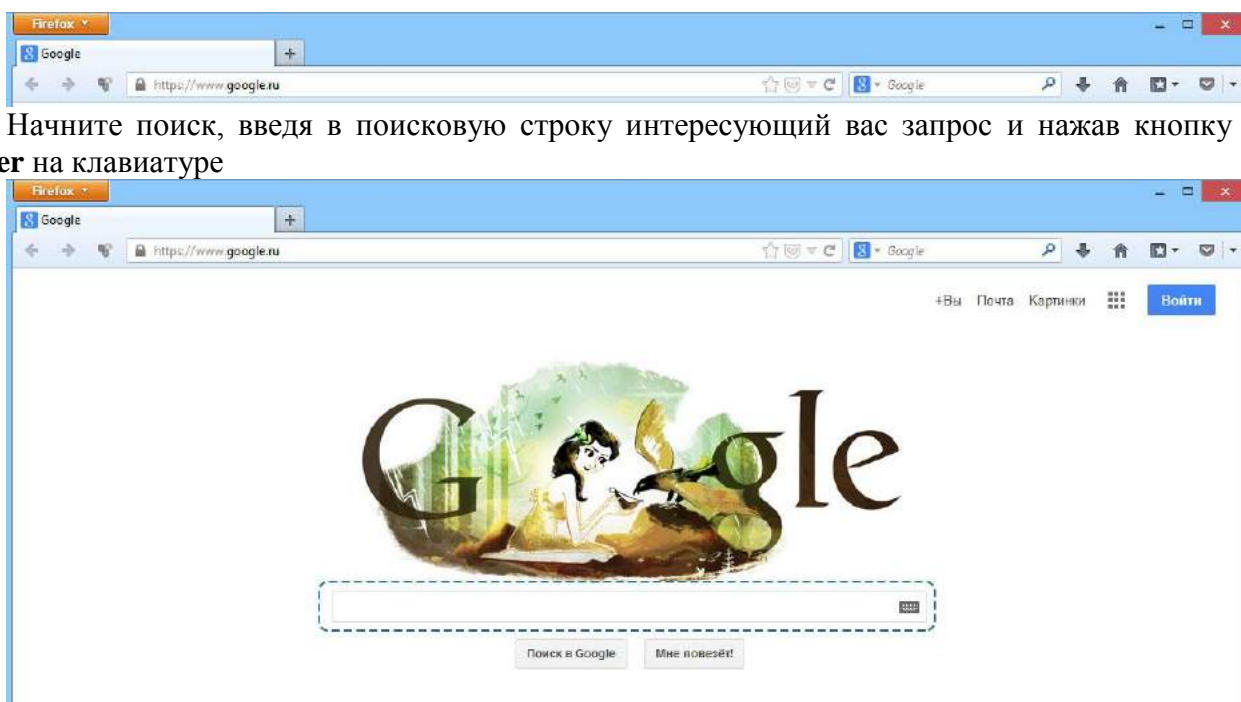 Firefox
Google
https://www.google.ru
Google
Начните поиск, введя в поисковую строку интересующий вас запрос и нажав кнопку
er на клавиатуре
Firefox
Google
https://www.google.ru
Google
+Вы Почта Картинки Войти
Google
Поиск в Google Мне повезёт!